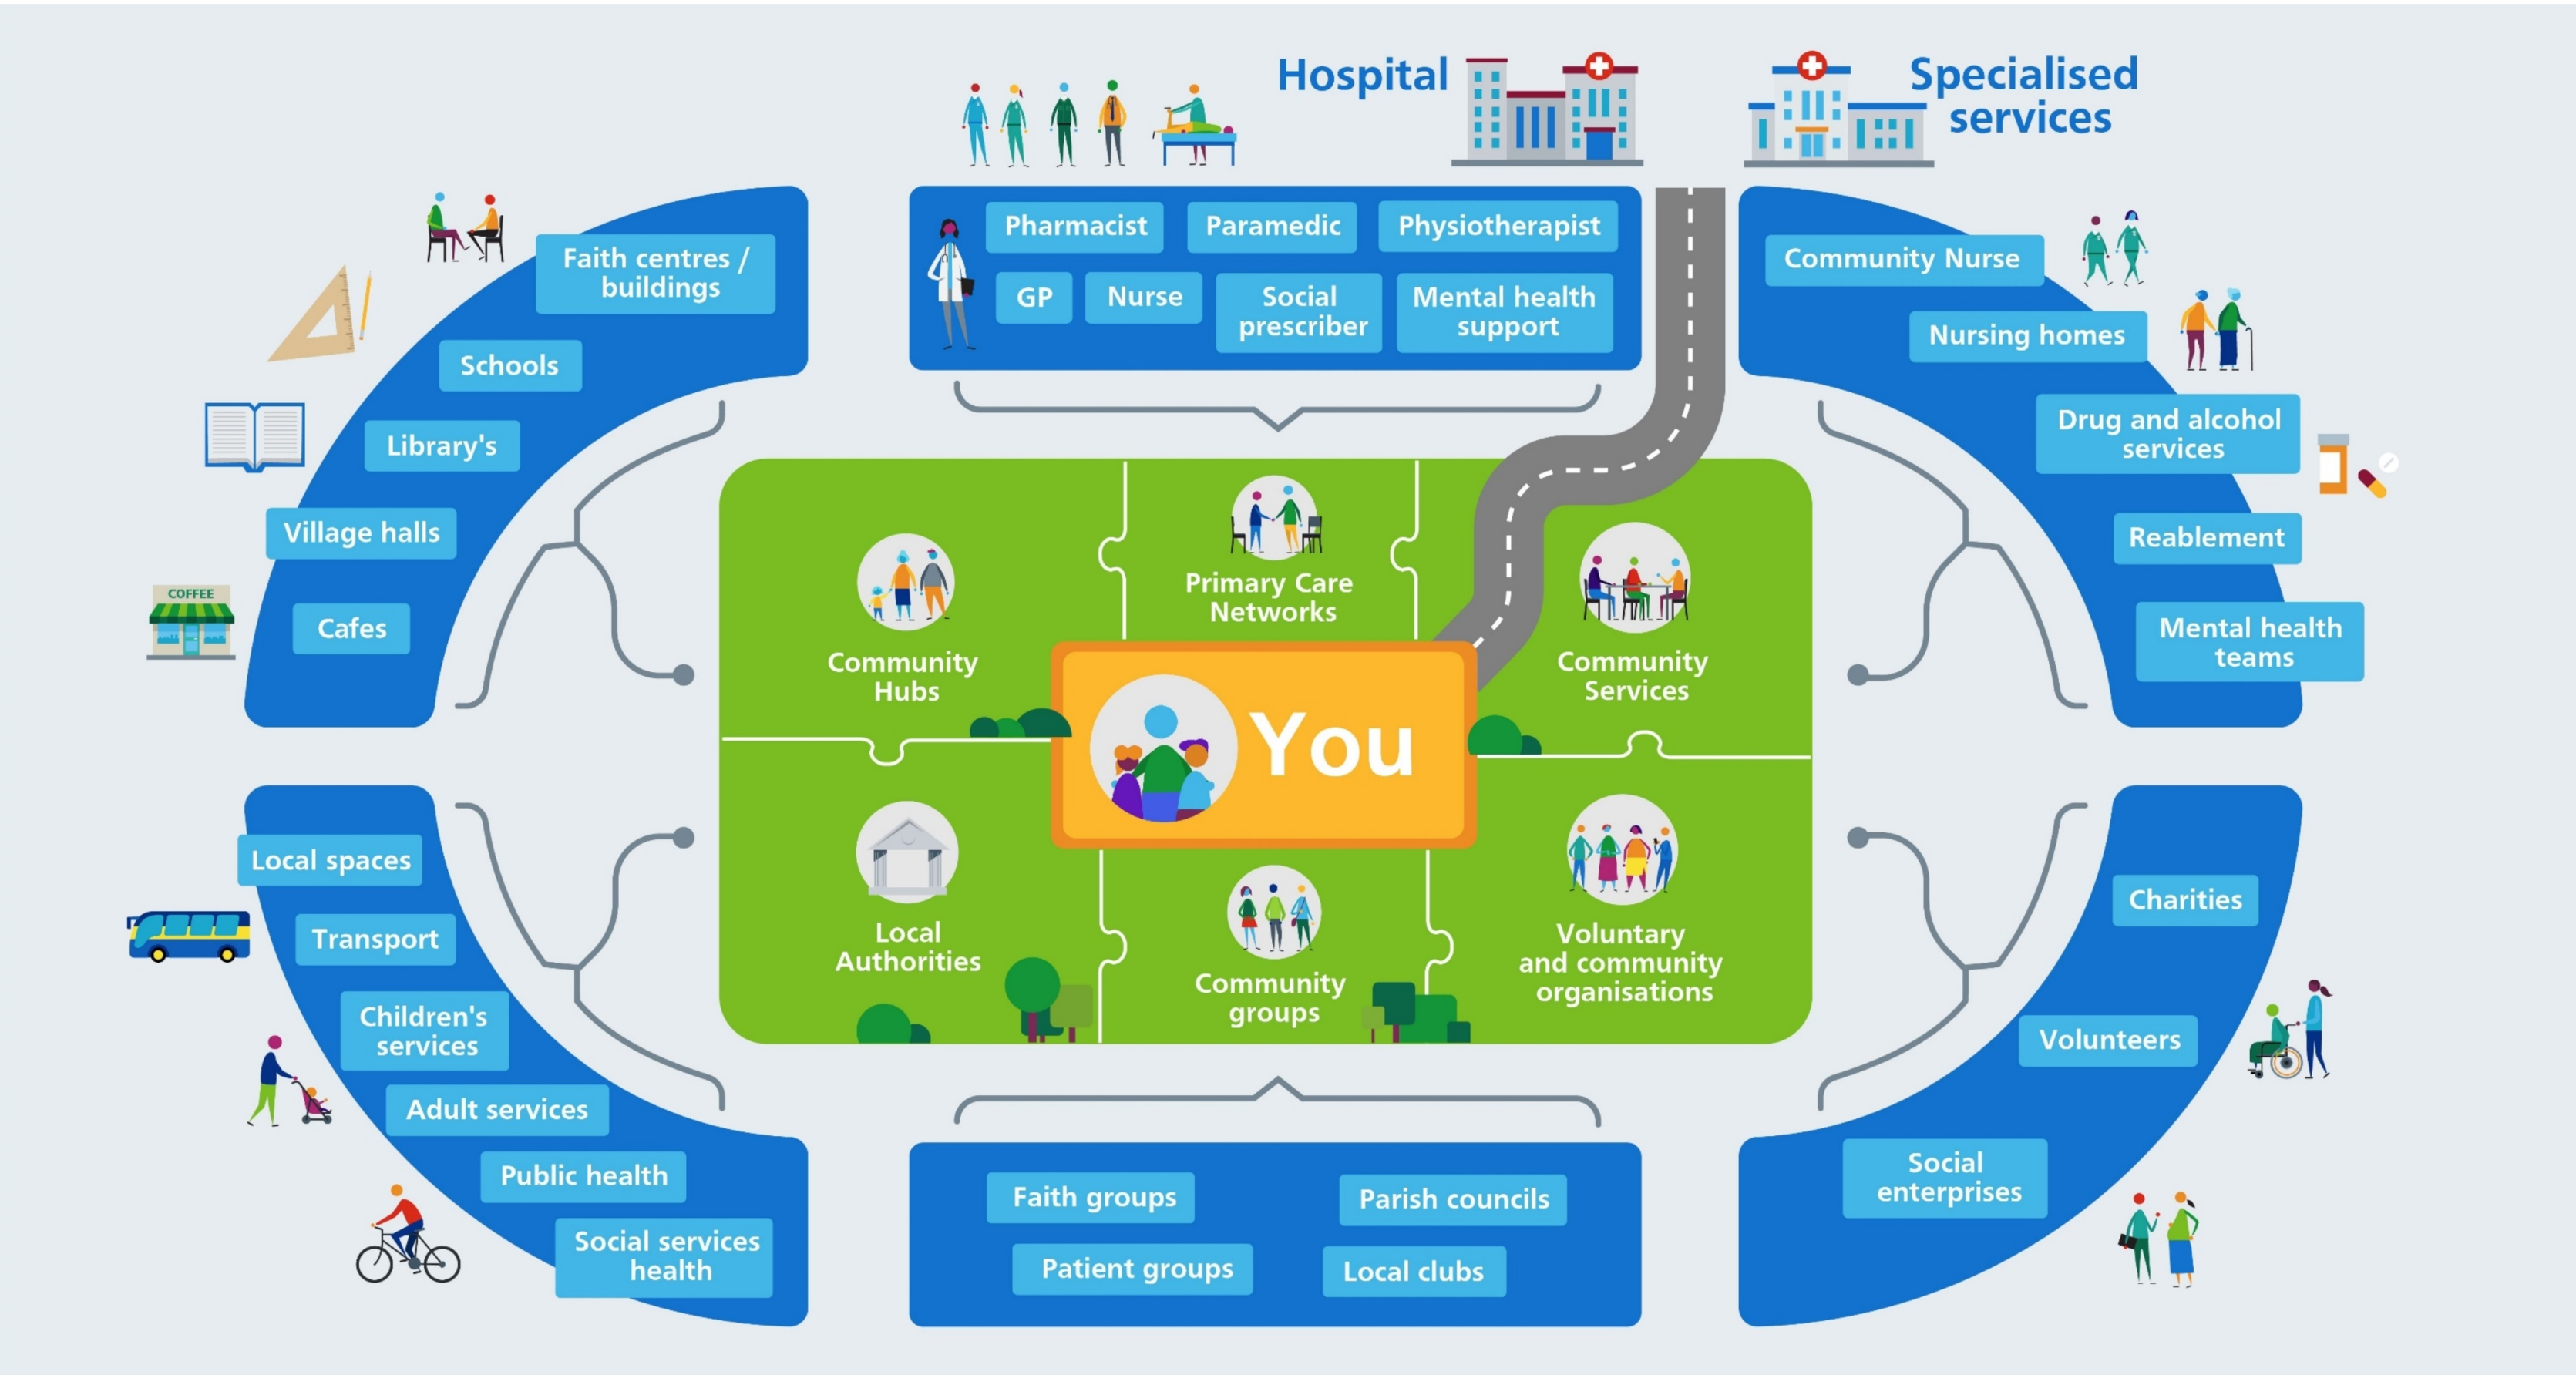 Hospital
Specialised
services
Faith centres /
buildings
Schools
Library's
Village halls
COFFEE
Cafes
Pharmacist
Paramedic
Physiotherapist
GP
Nurse
Social
prescriber
Mental health
support
Community Nurse
Nursing homes
Drug and alcohol
services
Reablement
Mental health
teams
Community
Hubs
Primary Care
Networks
Community
Services
You
Local
Authorities
Community
groups
Voluntary
and community
organisations
Local spaces
Transport
Children's
services
Adult services
Public health
Social services
health
Faith groups
Parish councils
Patient groups
Local clubs
Charities
Volunteers
Social
enterprises